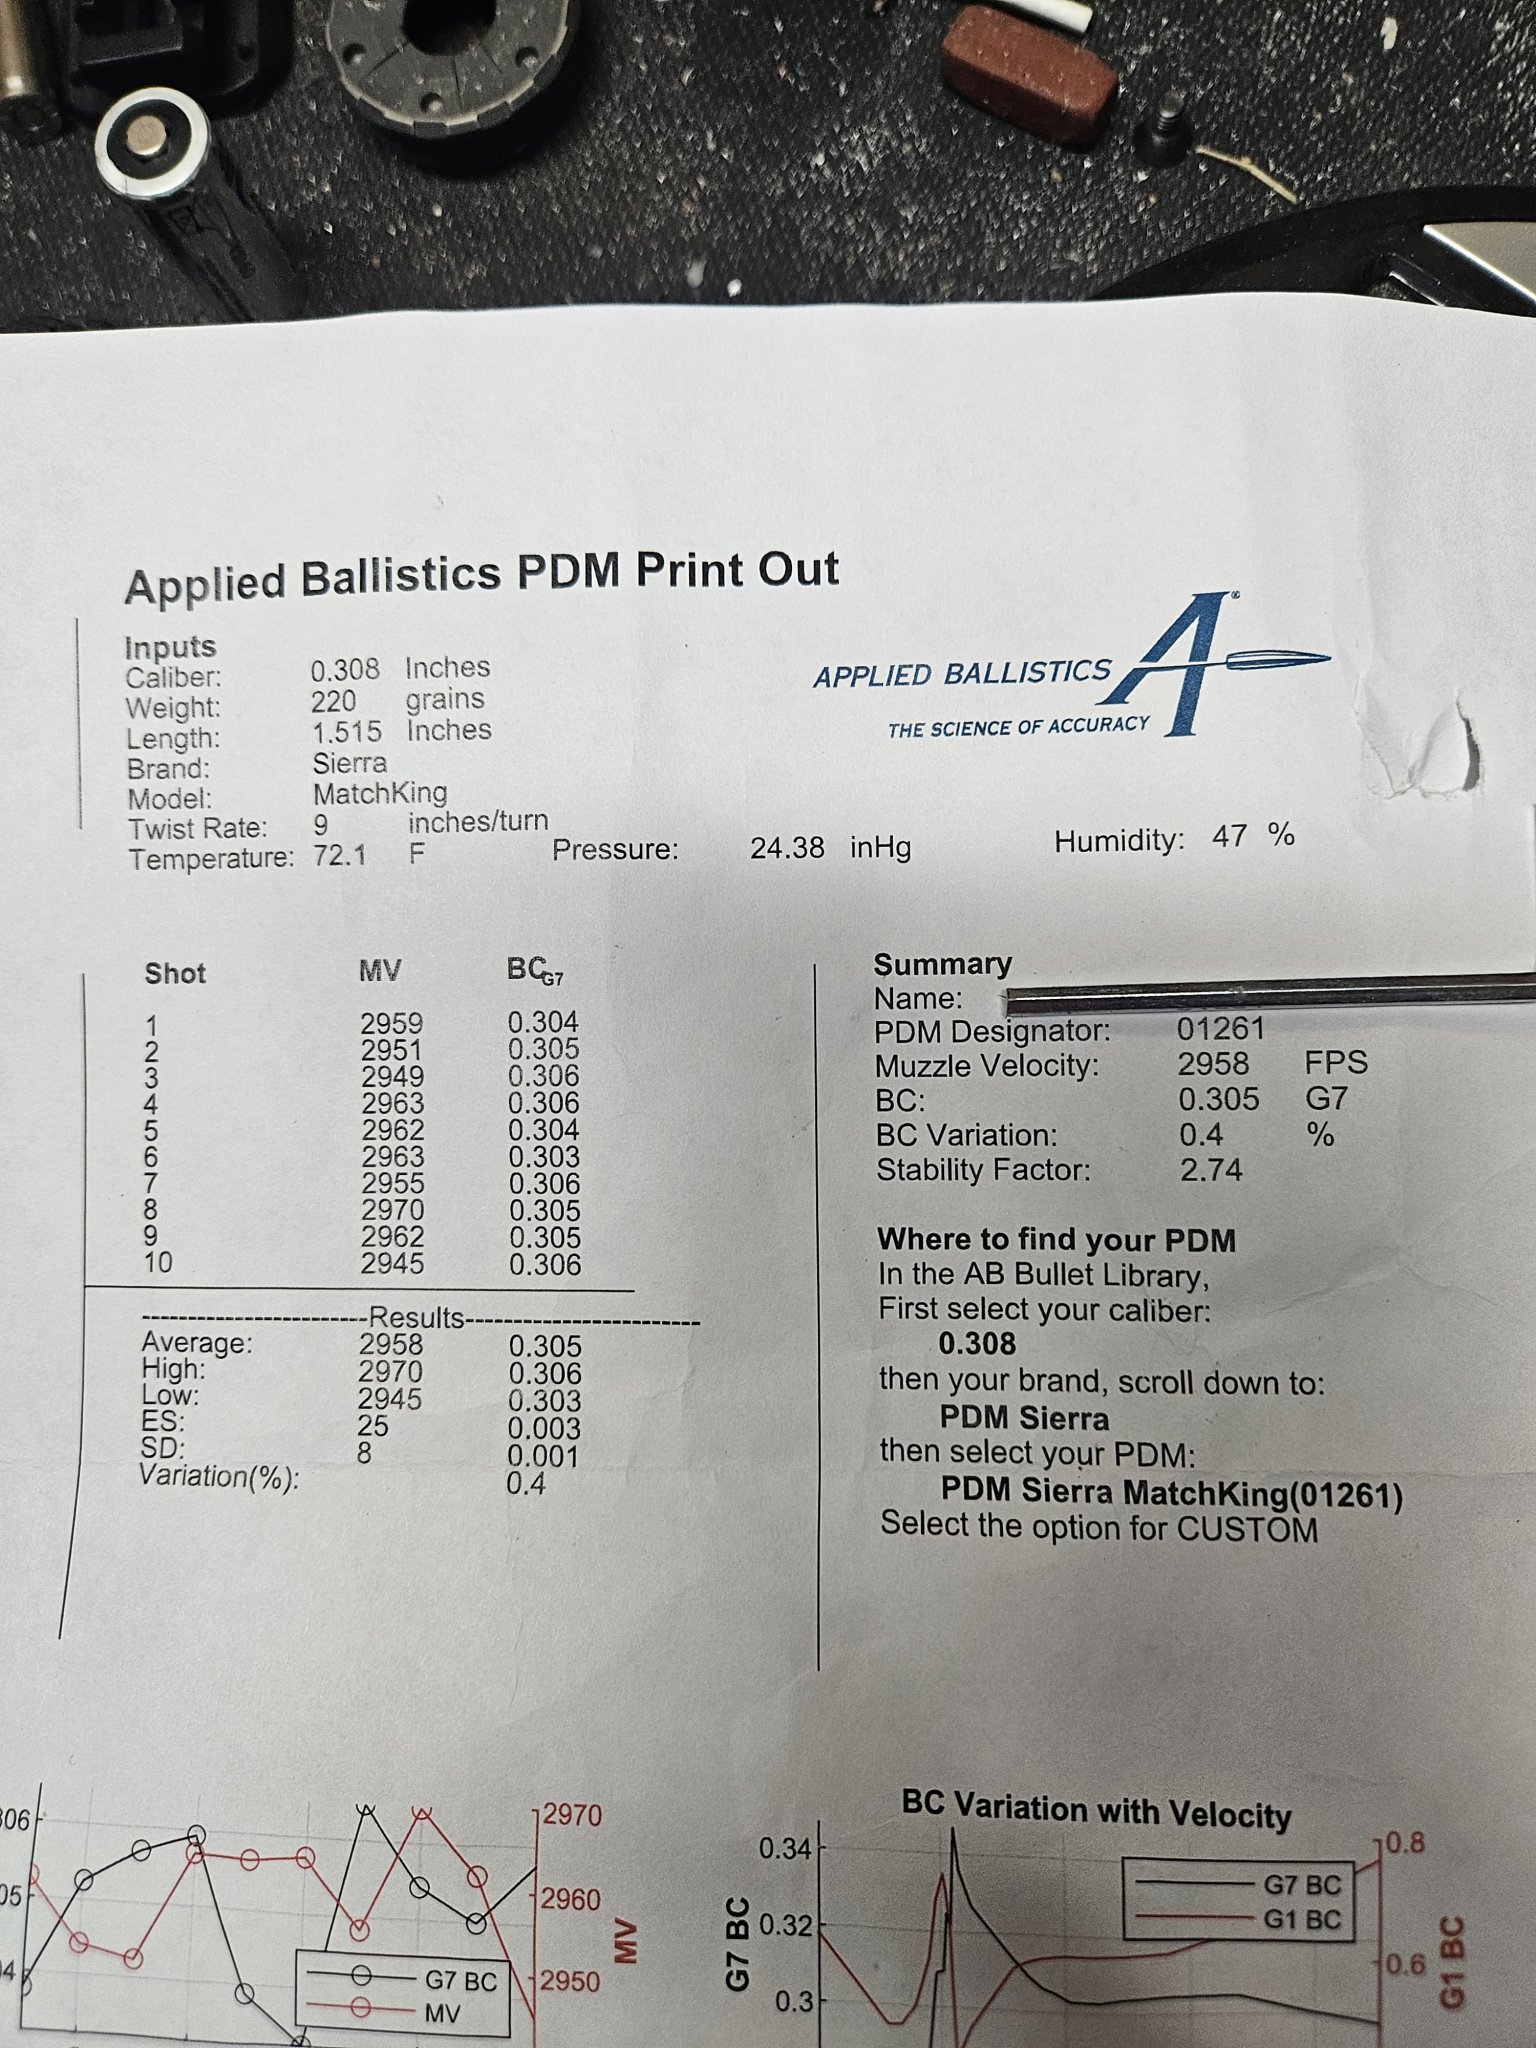 Applied Ballistics PDM Print Out
Inputs
Caliber: 0.308 Inches
Weight: 220 grains
Length: 1.515 Inches
Brand: Sierra
Model: MatchKing
Twist Rate: 9 inches/turn
Temperature: 72.1 F Pressure: 24.38 inHg Humidity: 47 %
APPLIED BALLISTICS A®
THE SCIENCE OF ACCURACY
Shot MV BCG7
1 2959 0.304
2 2951 0.305
3 2949 0.306
4 2963 0.306
5 2962 0.304
6 2963 0.303
7 2955 0.306
8 2970 0.305
9 2962 0.305
10 2945 0.306
------------------------Results-------------------------
Average: 2958 0.305
High: 2970 0.306
Low: 2945 0.303
ES: 25 0.003
SD: 8 0.001
Variation(%): 0.4
Summary
Name:
PDM Designator: 01261
Muzzle Velocity: 2958 FPS
BC: 0.305 G7
BC Variation: 0.4 %
Stability Factor: 2.74
Where to find your PDM
In the AB Bullet Library,
First select your caliber:
0.308
then your brand, scroll down to:
PDM Sierra
then select your PDM:
PDM Sierra MatchKing(01261)
Select the option for CUSTOM
2970
2960
2950
MV
G7 BC
MV
BC Variation with Velocity
0.34
0.32
0.3
G7 BC
G7 BC
G1 BC
0.8
0.6
G1 BC